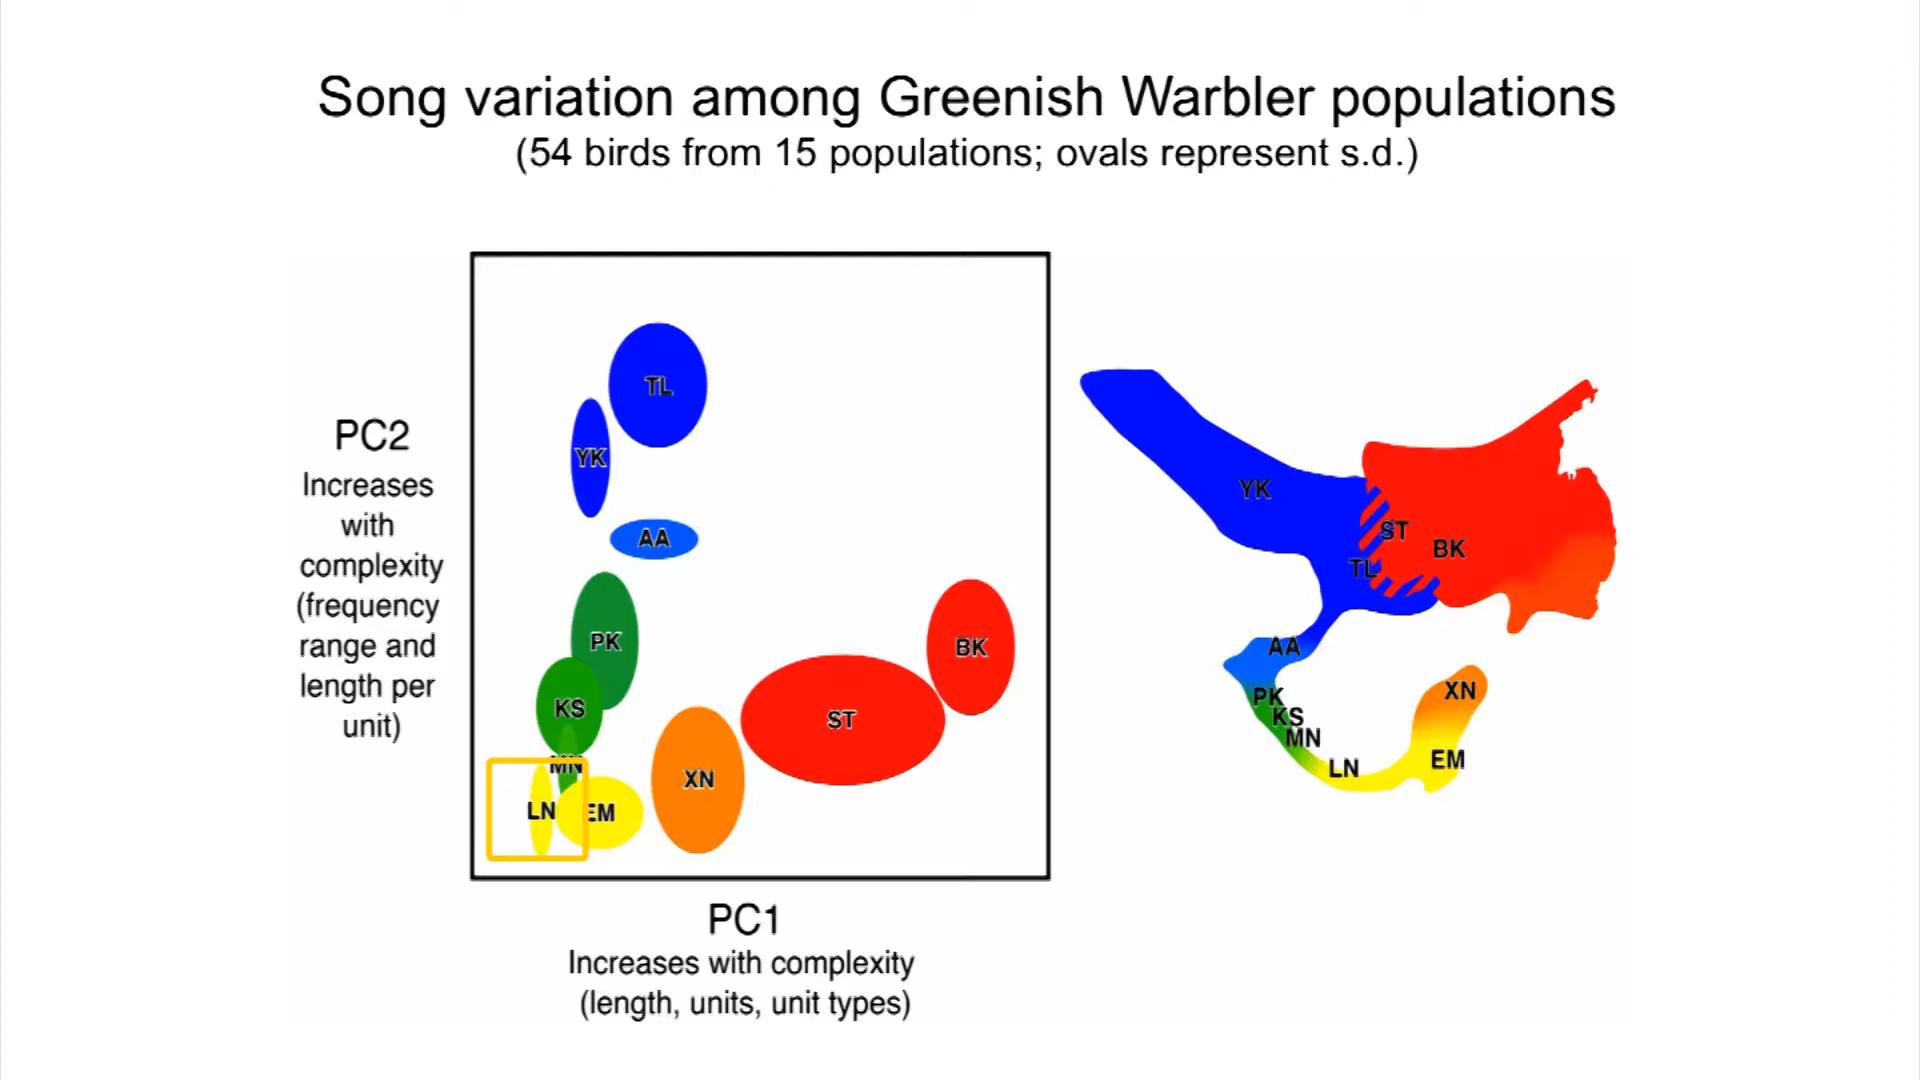 Song variation among Greenish Warbler populations
(54 birds from 15 populations; ovals represent s.d.)
PC2
Increases
with
complexity
(frequency
range and
length per
unit)
TL
YK
AA
PK
BK
KS
ST
MN
XN
LN
EM
PC1
Increases with complexity
(length, units, unit types)
YK
ST
BK
TL
AA
PK
XN
KS
MN
EM
LN